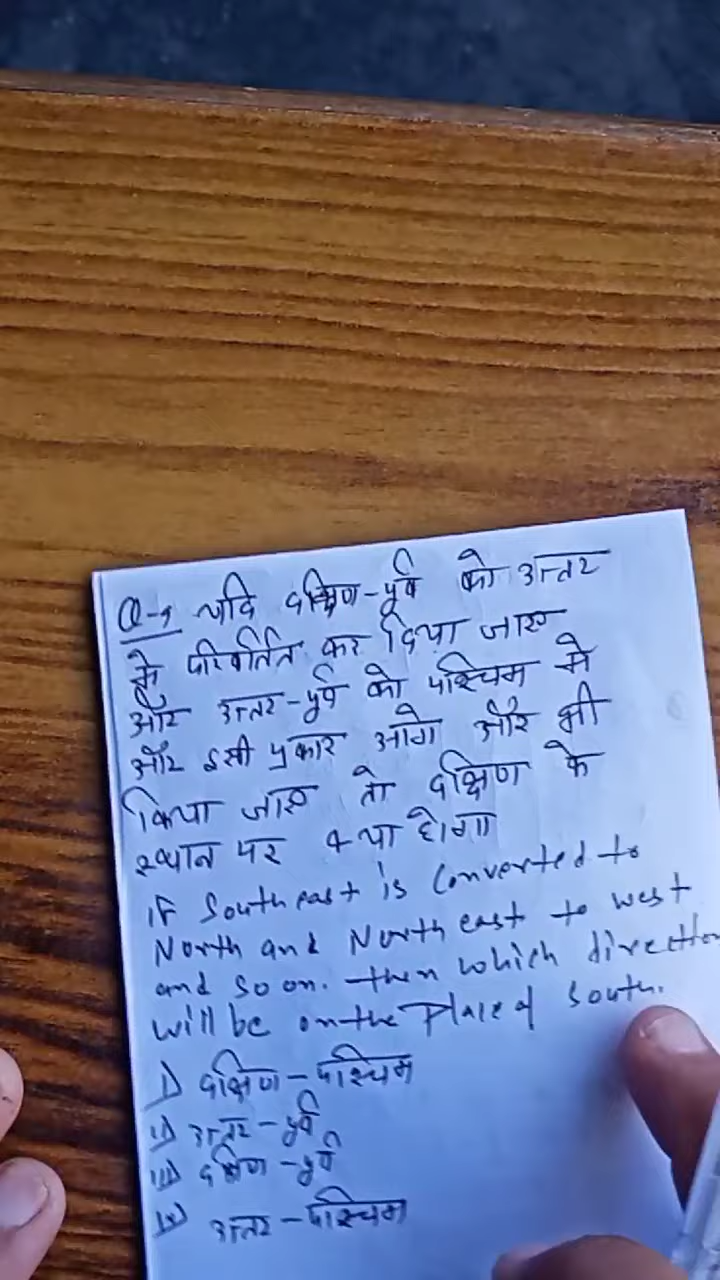 Q-1 यदि दक्षिण-पूर्व को उत्तर
मे परिवर्तित कर दिया जाए
और उत्तर-पूर्व को पश्चिम मे
और इसी प्रकार आगे और भी
किया जाए तो दक्षिण के
स्थान पर क्या होगा
if South east is Converted to
North and North east to west
and so on. then which direction
will be on the Place of South.
I) दक्षिण-पश्चिम
II) उत्तर-पूर्व
III) दक्षिण-पूर्व
IV) उत्तर-पश्चिम